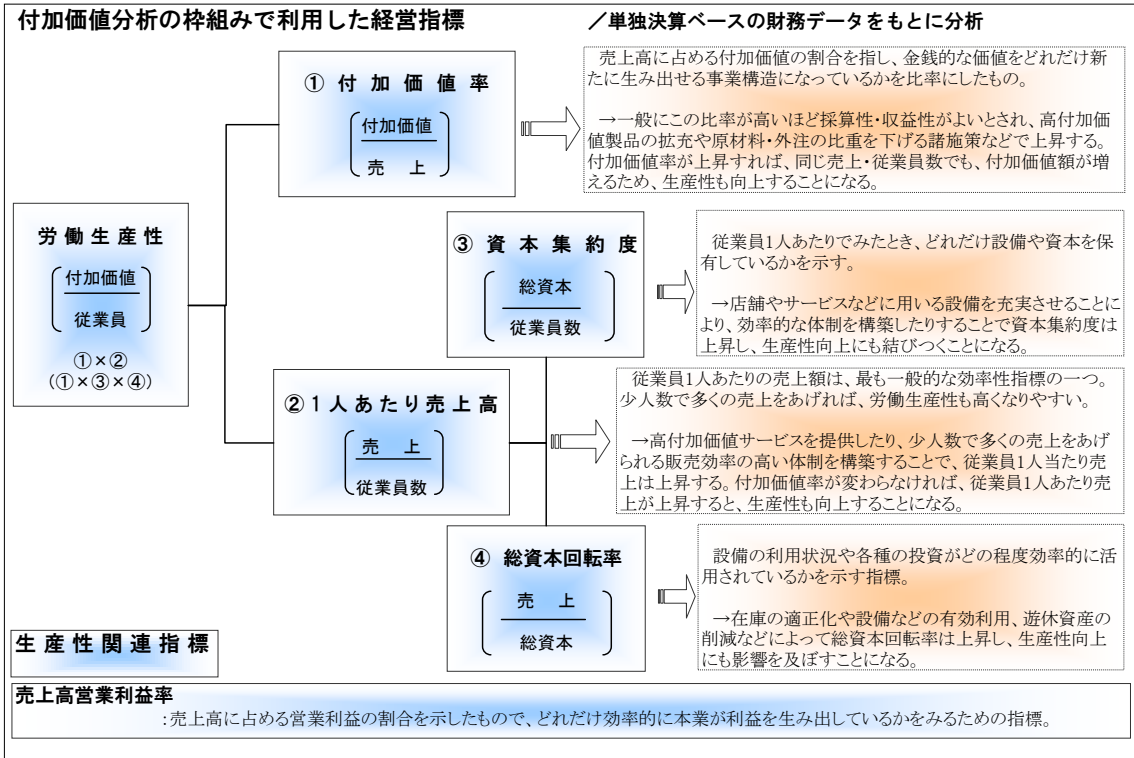 付加価値分析の枠組みで利用した経営指標 ／単独決算ベースの財務データをもとに分析
① 付加価値率
付加価値
売 上
売上高に占める付加価値の割合を指し、金銭的な価値をどれだけ新
たに生み出せる事業構造になっているかを比率にしたもの。
→一般にこの比率が高いほど採算性・収益性がよいとされ、高付加価
値製品の拡充や原材料・外注の比重を下げる諸施策などで上昇する。
付加価値率が上昇すれば、同じ売上・従業員数でも、付加価値額が増
えるため、生産性も向上することになる。
労働生産性
付加価値
従業員
①×②
(①×③×④)
③ 資本集約度
総資本
従業員数
従業員1人あたりでみたとき、どれだけ設備や資本を保
有しているかを示す。
→店舗やサービスなどに用いる設備を充実させることに
より、効率的な体制を構築したりすることで資本集約度は
上昇し、生産性向上にも結びつくことになる。
② 1人あたり売上高
売 上
従業員数
従業員1人あたりの売上額は、最も一般的な効率性指標の一つ。
少人数で多くの売上をあげれば、労働生産性も高くなりやすい。
→高付加価値サービスを提供したり、少人数で多くの売上をあげ
られる販売効率の高い体制を構築することで、従業員1人当たり売
上は上昇する。付加価値率が変わらなければ、従業員1人あたり売
上が上昇すると、生産性も向上することになる。
④ 総資本回転率
売 上
総資本
設備の利用状況や各種の投資がどの程度効率的に活
用されているかを示す指標。
→在庫の適正化や設備などの有効利用、遊休資産の
削減などによって総資本回転率は上昇し、生産性向上
にも影響を及ぼすことになる。
生産性関連指標
売上高営業利益率
：売上高に占める営業利益の割合を示したもので、どれだけ効率的に本業が利益を生み出しているかをみるための指標。